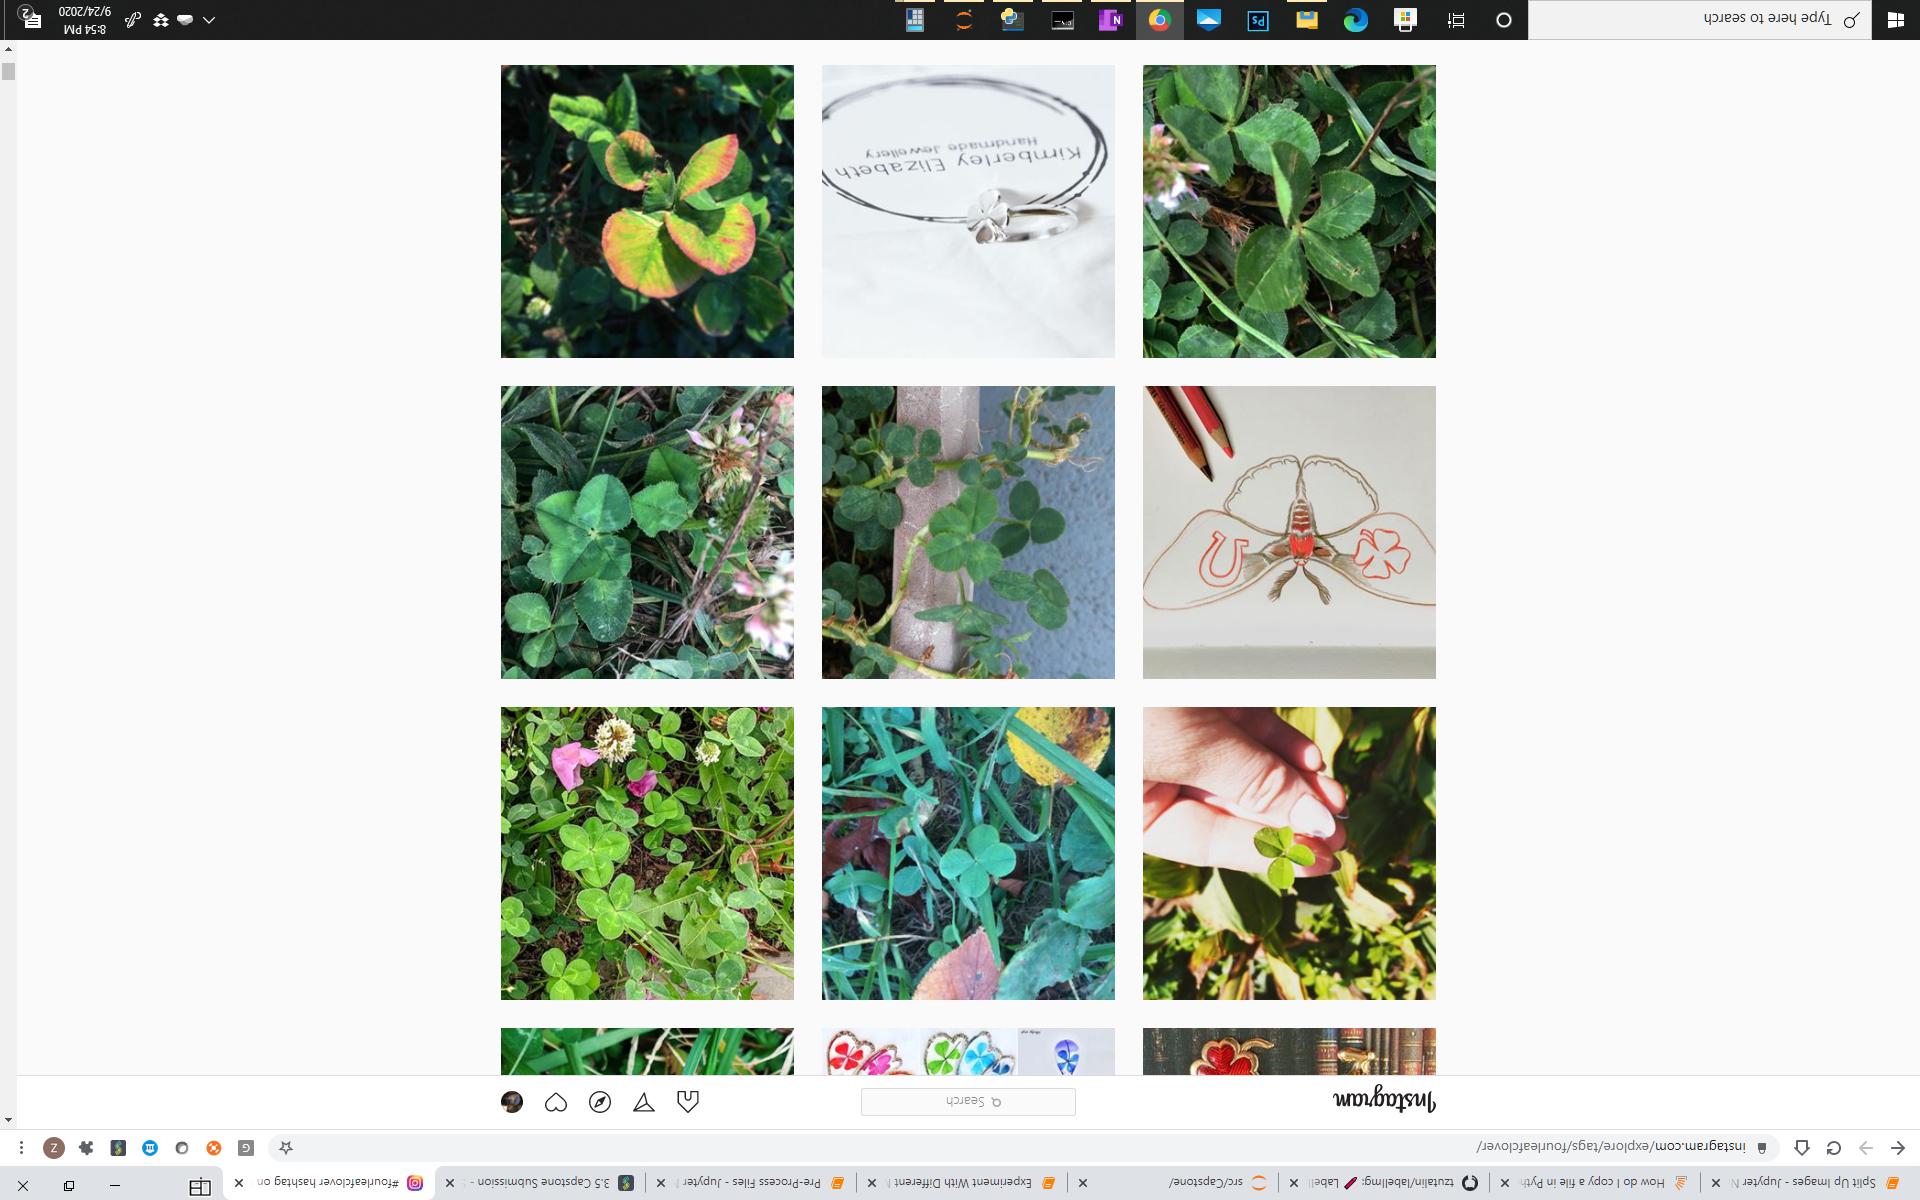 Split Up Images - Jupyter N
How do I copy a file in Pyth
tzutalin/labelImg: 🖍 LabelI
src/Capstone/
Experiment With Different M
Pre-Process Files - Jupyter
3.5 Capstone Submission -
#fourleafclover hashtag on
instagram.com/explore/tags/fourleafclover/
Instagram
Search
Kimberley Elizabeth
Handmade Jewellery
Type here to search
8:54 PM
9/24/2020
2